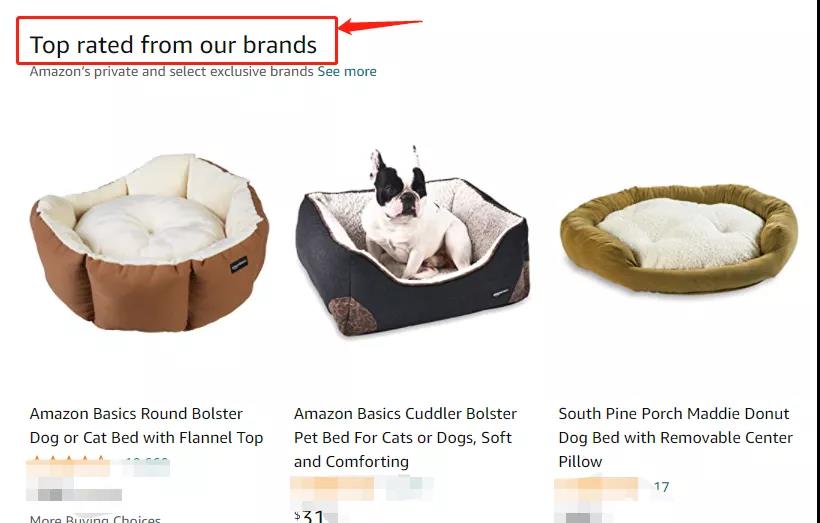 Top rated from our brands
Amazon's private and select exclusive brands See more
Amazon Basics Round Bolster
Dog or Cat Bed with Flannel Top
Amazon Basics Cuddler Bolster
Pet Bed For Cats or Dogs, Soft
and Comforting
South Pine Porch Maddie Donut
Dog Bed with Removable Center
Pillow
17
$31
More Buying Choices